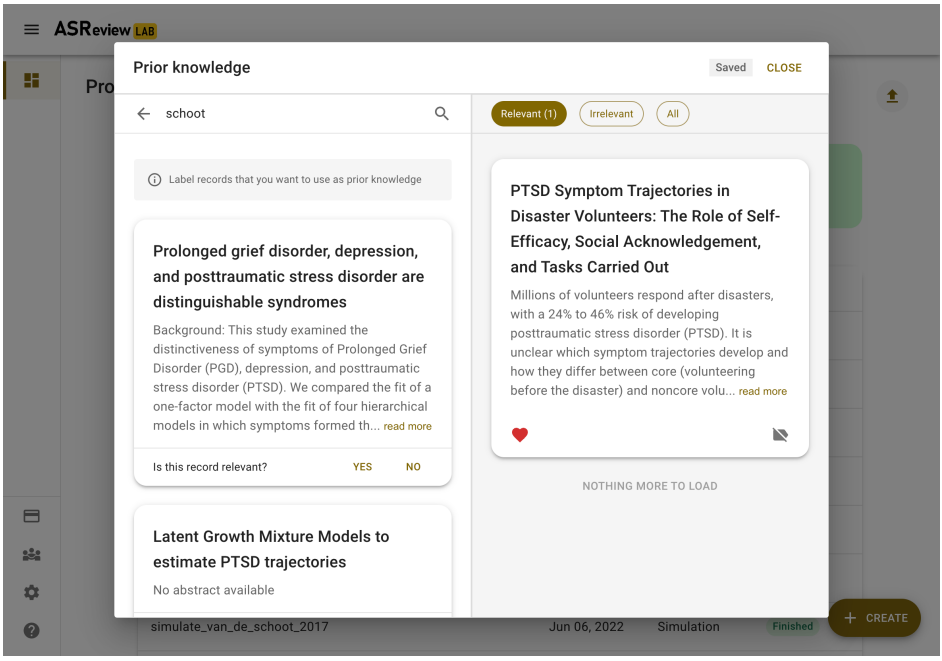 ASReview LAB
Pro
Prior knowledge
Saved
CLOSE
schoot
Label records that you want to use as prior knowledge
Prolonged grief disorder, depression,
and posttraumatic stress disorder are
distinguishable syndromes
Background: This study examined the
distinctiveness of symptoms of Prolonged Grief
Disorder (PGD), depression, and posttraumatic
stress disorder (PTSD). We compared the fit of a
one-factor model with the fit of four hierarchical
models in which symptoms formed th... read more
Is this record relevant?
YES
NO
Latent Growth Mixture Models to
estimate PTSD trajectories
No abstract available
Relevant (1)
Irrelevant
All
PTSD Symptom Trajectories in
Disaster Volunteers: The Role of Self-
Efficacy, Social Acknowledgement,
and Tasks Carried Out
Millions of volunteers respond after disasters,
with a 24% to 46% risk of developing
posttraumatic stress disorder (PTSD). It is
unclear which symptom trajectories develop and
how they differ between core (volunteering
before the disaster) and noncore volu... read more
NOTHING MORE TO LOAD
simulate_van_de_schoot_2017
Jun 06, 2022
Simulation
Finished
CREATE